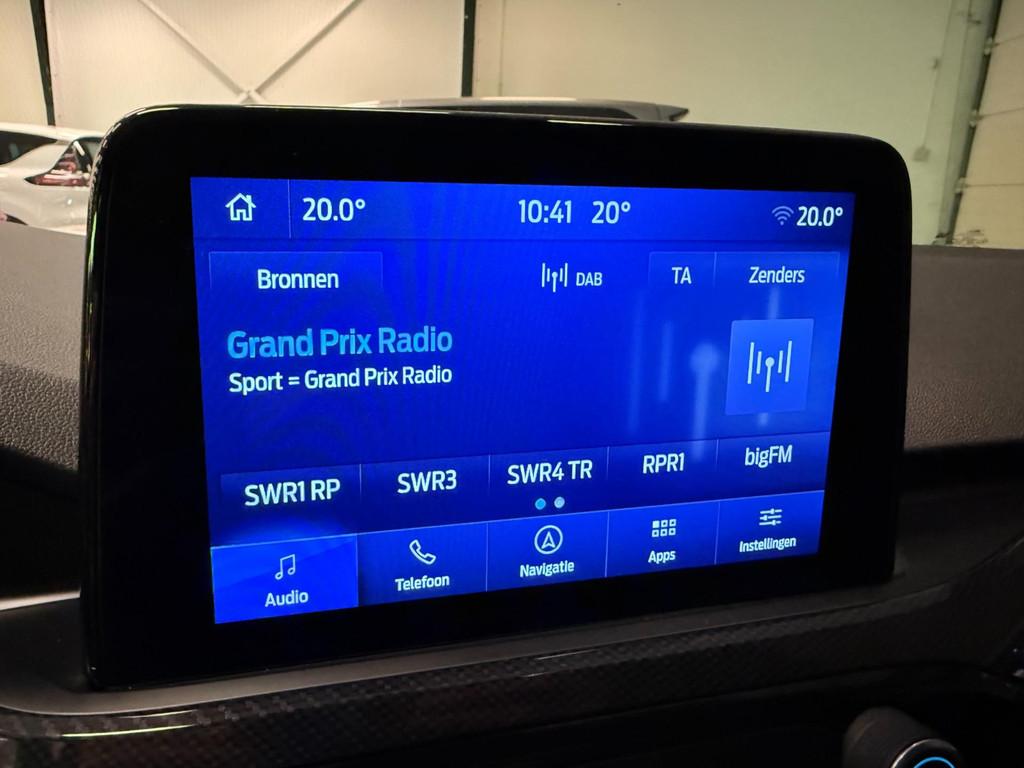 20.0° 10:41 20° 20.0°
Bronnen DAB TA Zenders
Grand Prix Radio
Sport = Grand Prix Radio
SWR1 RP SWR3 SWR4 TR RPR1 bigFM
Audio Telefoon Navigatie Apps Instellingen